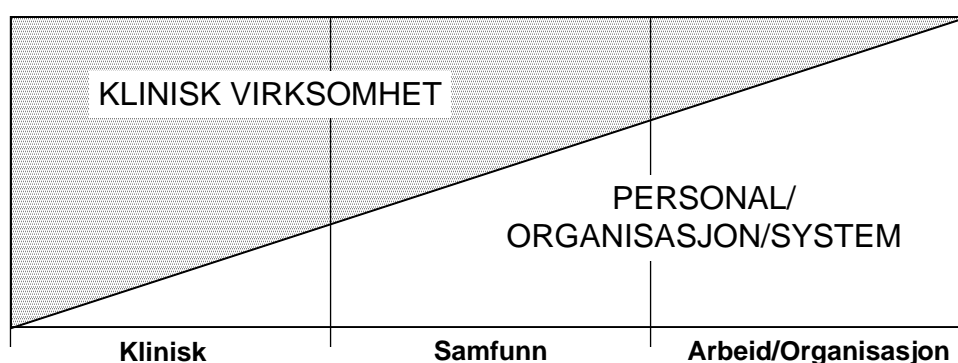 KLINISK VIRKSOMHET
PERSONAL/
ORGANISASJON/SYSTEM
Klinisk
Samfunn
Arbeid/Organisasjon